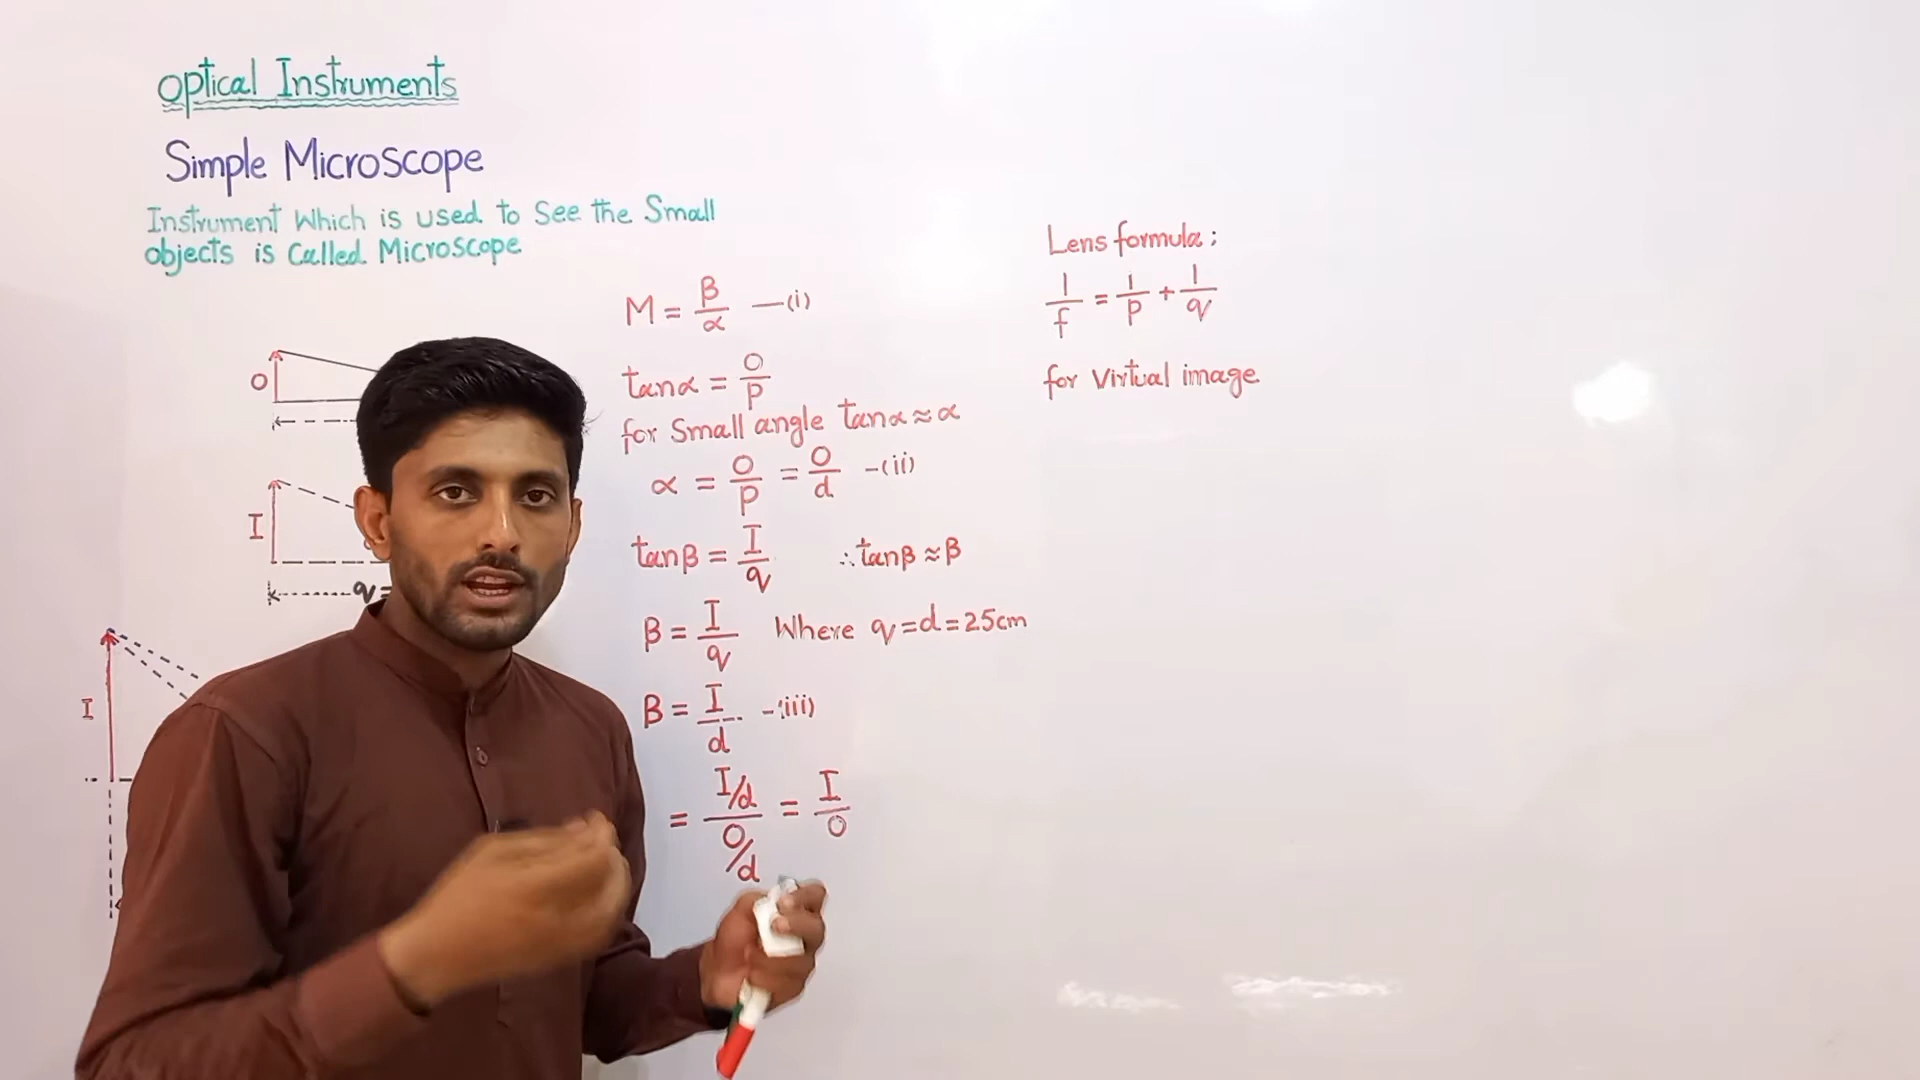 Optical Instruments
Simple Microscope
Instrument Which is used to See the Small
objects is Called Microscope
O
I
q=
I
M = β/α —(i)
tanα = O/P
for Small angle tanα ≈ α
α = O/P = O/d -(ii)
tanβ = I/q ∴ tanβ ≈ β
β = I/q Where q = d = 25cm
β = I/d -(iii)
= I/d / O/d = I/O
Lens formula:
1/f = 1/P + 1/q
for Virtual image